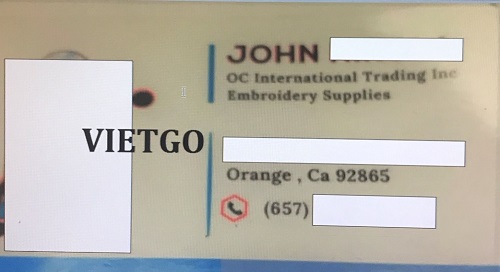 JOHN
OC International Trading Inc
Embroidery Supplies
VIETGO
Orange , Ca 92865
(657)